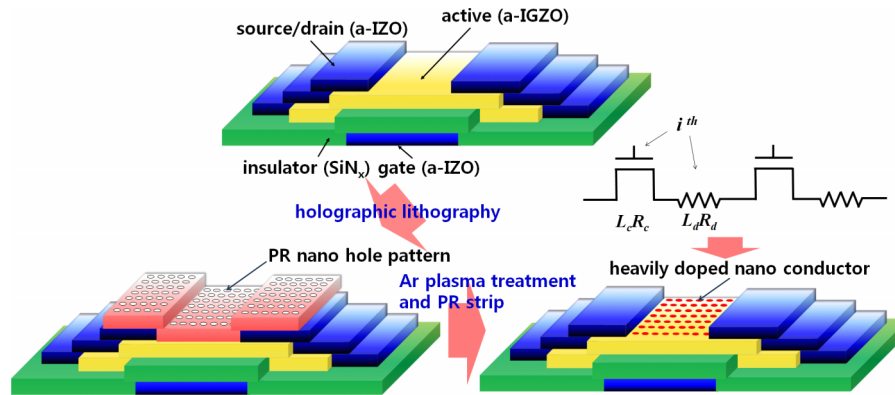 source/drain (a-IZO)
active (a-IGZO)
insulator (SiNx) gate (a-IZO)
i th
LcRc
LdRd
holographic lithography
PR nano hole pattern
Ar plasma treatment
and PR strip
heavily doped nano conductor